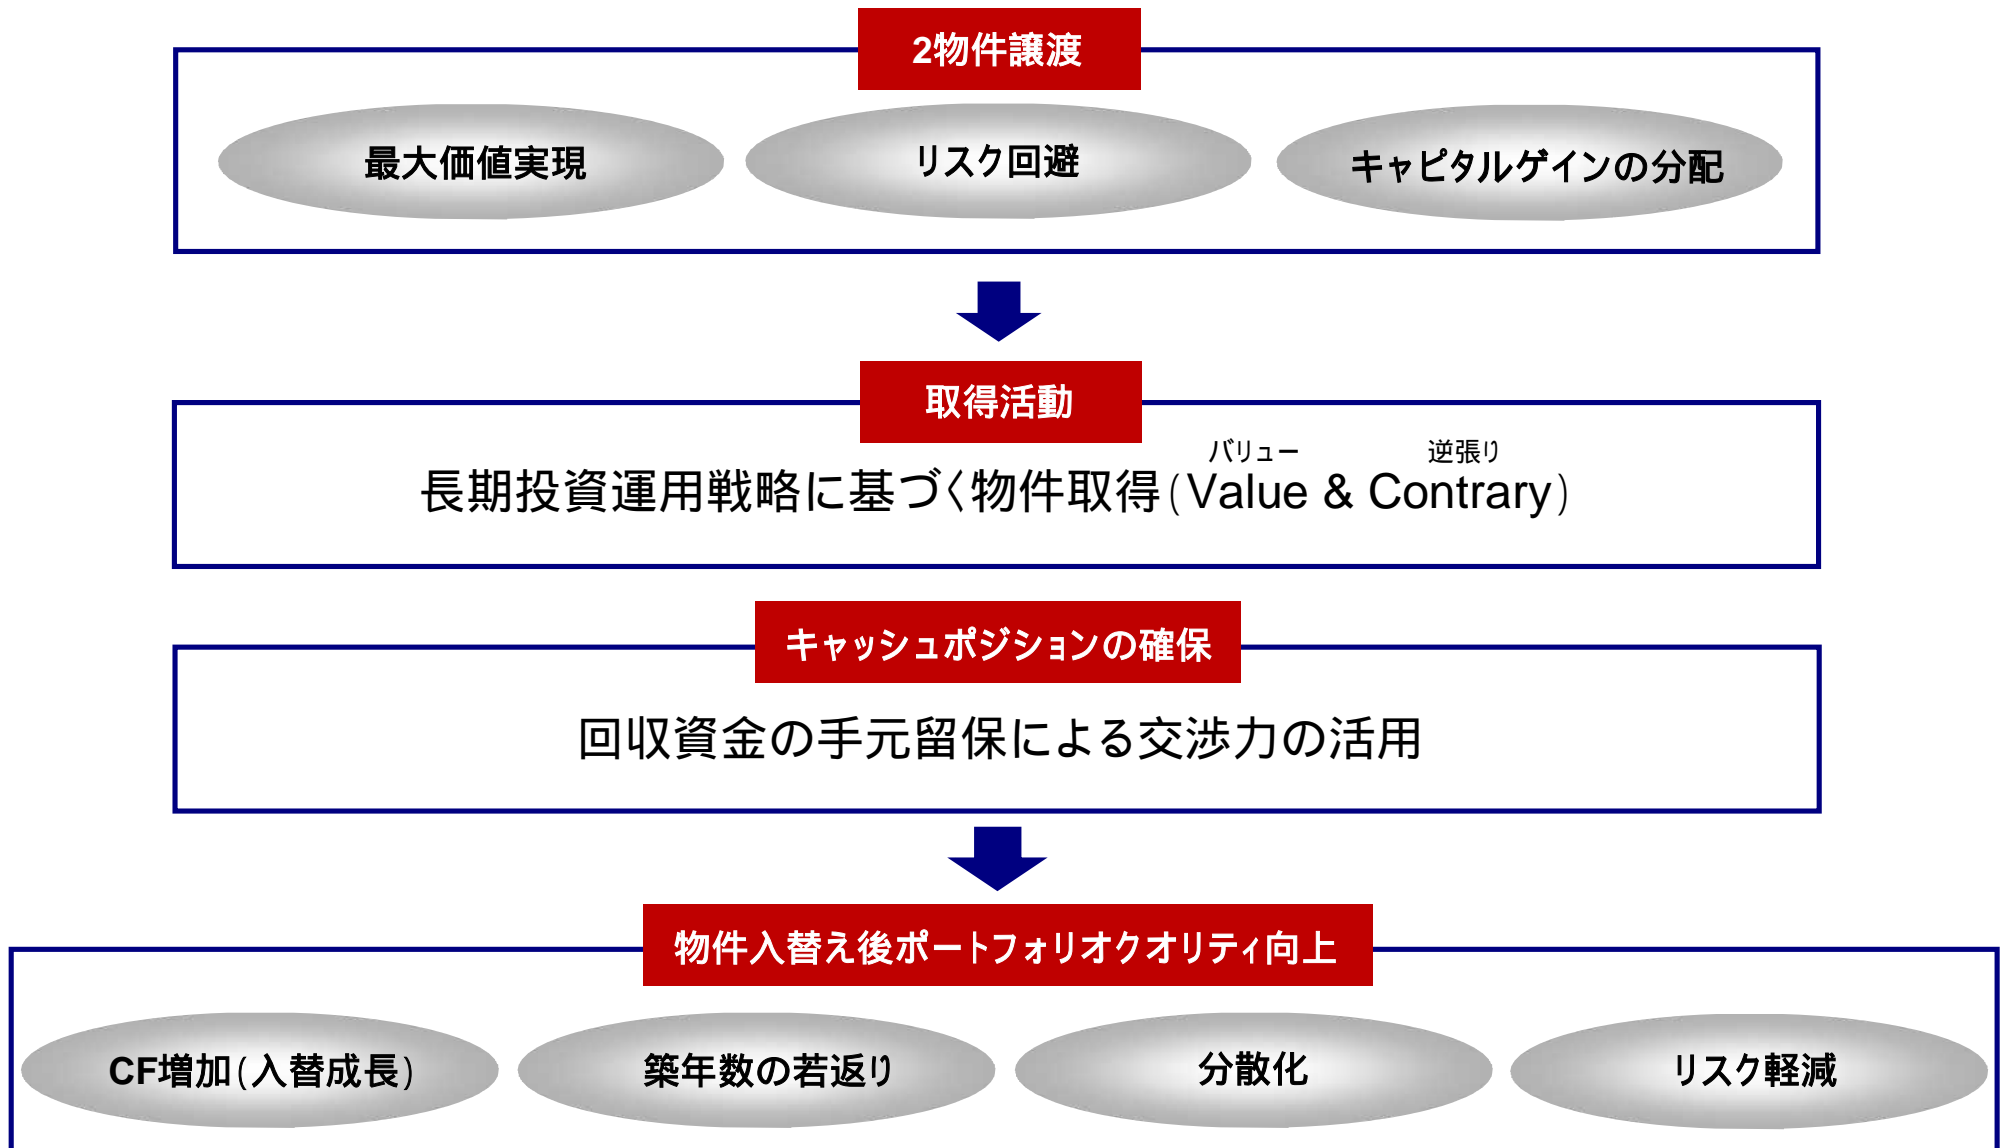 2物件譲渡
最大価値実現
リスク回避
キャピタルゲインの分配
取得活動
バリュー 逆張り
長期投資運用戦略に基づく物件取得(Value & Contrary)
キャッシュポジションの確保
回収資金の手元留保による交渉力の活用
物件入替え後ポートフォリオクオリティ向上
CF増加(入替成長)
築年数の若返り
分散化
リスク軽減